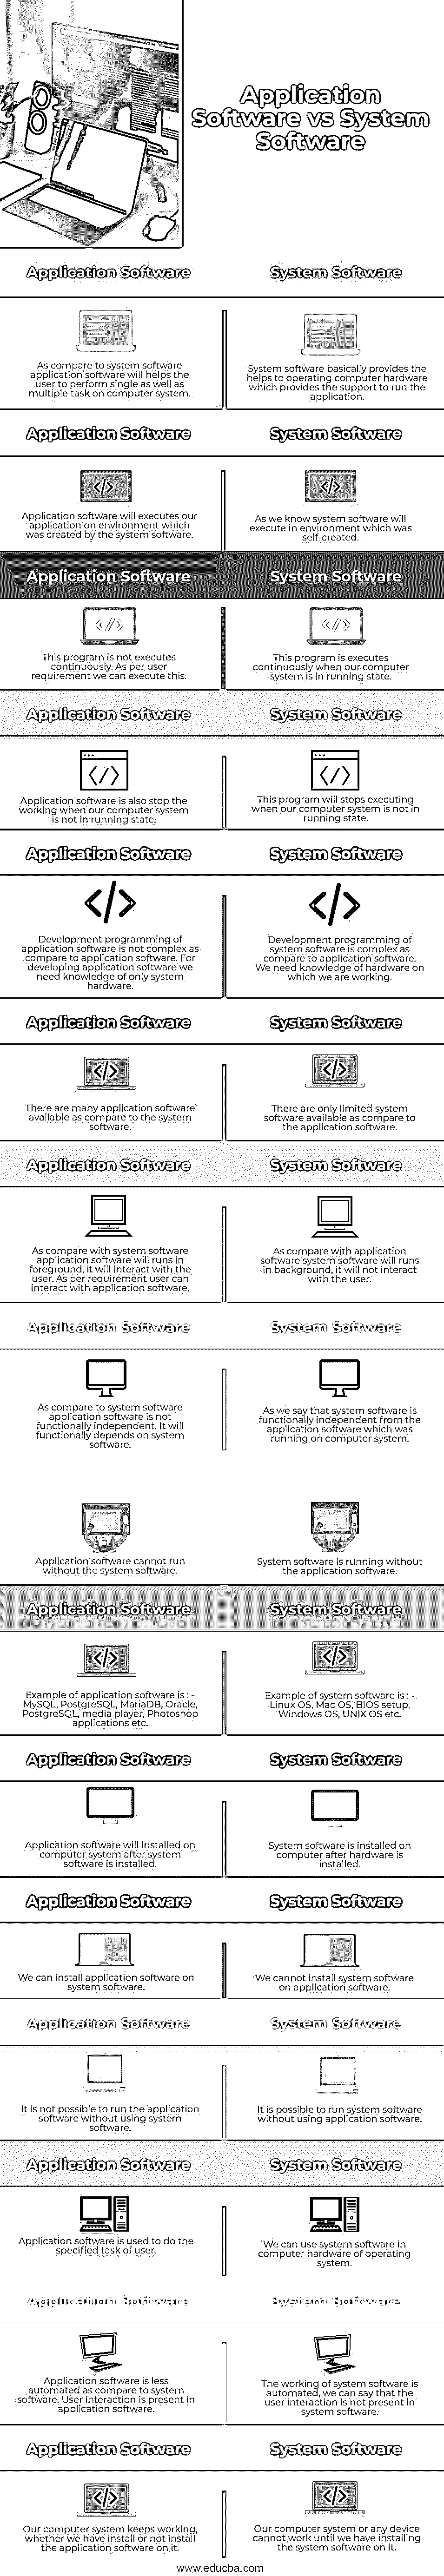 Application
Software vs System
Software
Application Software
System Software
As compare to system software
application software will helps the
user to perform single as well as
multiple task on computer system.
System software basically provides the
helps to operating computer hardware
which provides the support to run the
application.
Application Software
System Software
Application software will executes our
application on environment which
was created by the system software.
As we know system software will
execute in environment which was
self-created.
Application Software
System Software
This program is not executes
continuously. As per user
requirement we can execute this.
This program is executes
continuously when our computer
system is in running state.
Application Software
System Software
Application software is also stop the
working when our computer system
is not in running state.
This program will stops executing
when our computer system is not in
running state.
Application Software
System Software
Development programming of
application software is not complex as
compare to application software. For
developing application software we
need knowledge of only system
hardware.
Development programming of
system software is complex as
compare to application software.
We need knowledge of hardware on
which we are working.
Application Software
System Software
There are many application software
available as compare to the system
software.
There are only limited system
software available as compare to
the application software.
Application Software
System Software
As compare with system software
application software will runs in
foreground, it will interact with the
user. As per requirement user can
interact with application software.
As compare with application
software system software will runs
in background, it will not interact
with the user.
Application Software
System Software
As compare to system software
application software is not
functionally independent. It will
functionally depends on system
software.
As we say that system software is
functionally independent from the
application software which was
running on computer system.
Application software cannot run
without the system software.
System software is running without
the application software.
Application Software
System Software
Example of application software is : -
MySQL, PostgreSQL, MariaDB, Oracle,
PostgreSQL, media player, Photoshop
applications etc.
Example of system software is : -
Linux OS, Mac OS, BIOS setup,
Windows OS, UNIX OS etc.
Application Software
System Software
Application software will installed on
computer system after system
software is installed.
System software is installed on
computer after hardware is
installed.
Application Software
System Software
We can install application software on
system software.
We cannot install system software
on application software.
Application Software
System Software
It is not possible to run the application
software without using system
software.
It is possible to run system software
without using application software.
Application Software
System Software
Application software is used to do the
specified task of user.
We can use system software in
computer hardware of operating
system.
Application Software
System Software
Application software is less
automated as compare to system
software. User interaction is present in
application software.
The working of system software is
automated, we can say that the
user interaction is not present in
system software.
Application Software
System Software
Our computer system keeps working,
whether we have install or not install
the application software on it.
Our computer system or any device
cannot work until we have installing
the system software on it.
www.educba.com